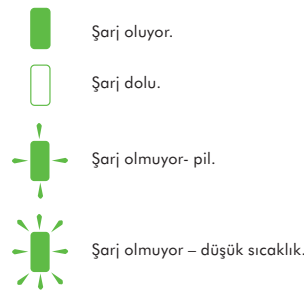 Şarj oluyor.
Şarj dolu.
Şarj olmuyor- pil.
Şarj olmuyor – düşük sıcaklık.